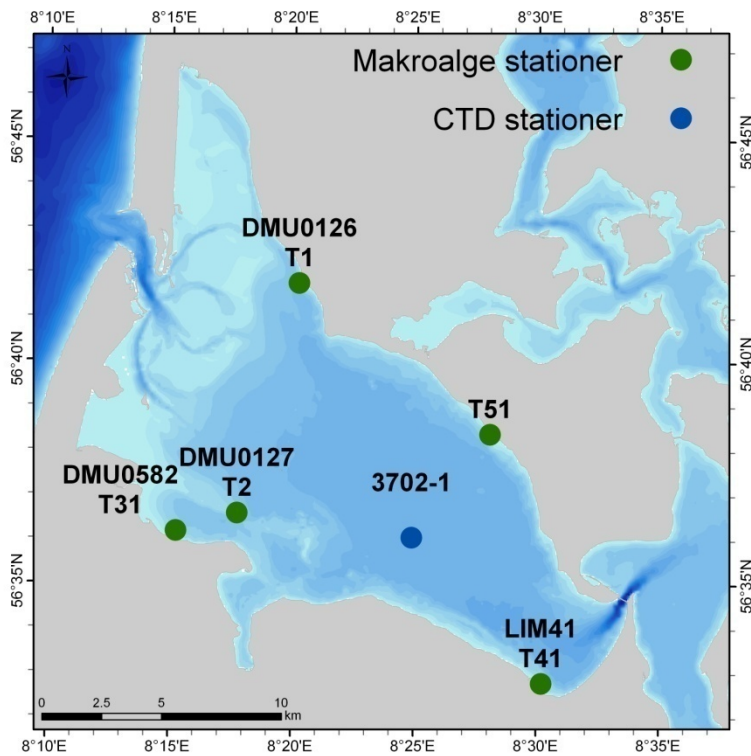 8°10'E 8°15'E 8°20'E 8°25'E 8°30'E 8°35'E
N
Makroalge stationer
CTD stationer
56°45'N
56°45'N
DMU0126
T1
56°40'N
56°40'N
T51
DMU0127
T2
DMU0582
T31
3702-1
56°35'N
56°35'N
LIM41
T41
0 2.5 5 10
km
8°10'E 8°15'E 8°20'E 8°25'E 8°30'E 8°35'E